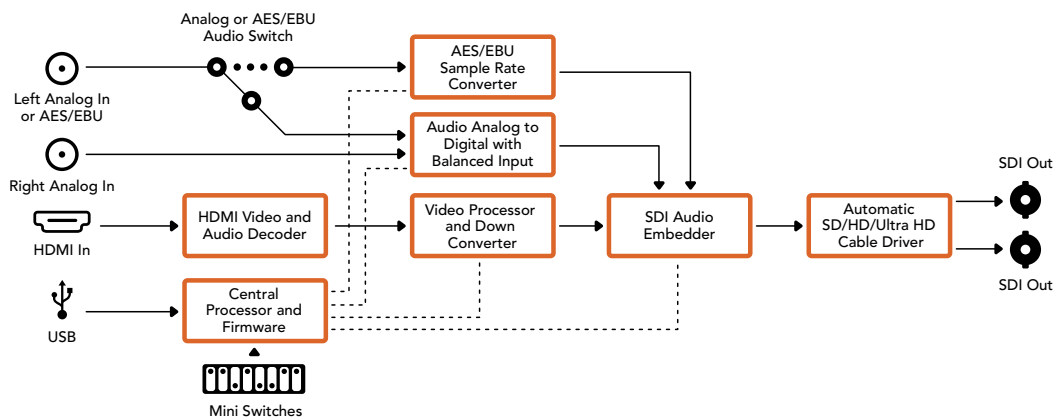 Analog or AES/EBU
Audio Switch
Left Analog In
or AES/EBU
AES/EBU
Sample Rate
Converter
Right Analog In
Audio Analog to
Digital with
Balanced Input
HDMI In
HDMI Video and
Audio Decoder
Video Processor
and Down
Converter
SDI Audio
Embedder
Automatic
SD/HD/Ultra HD
Cable Driver
SDI Out
SDI Out
USB
Central
Processor and
Firmware
Mini Switches